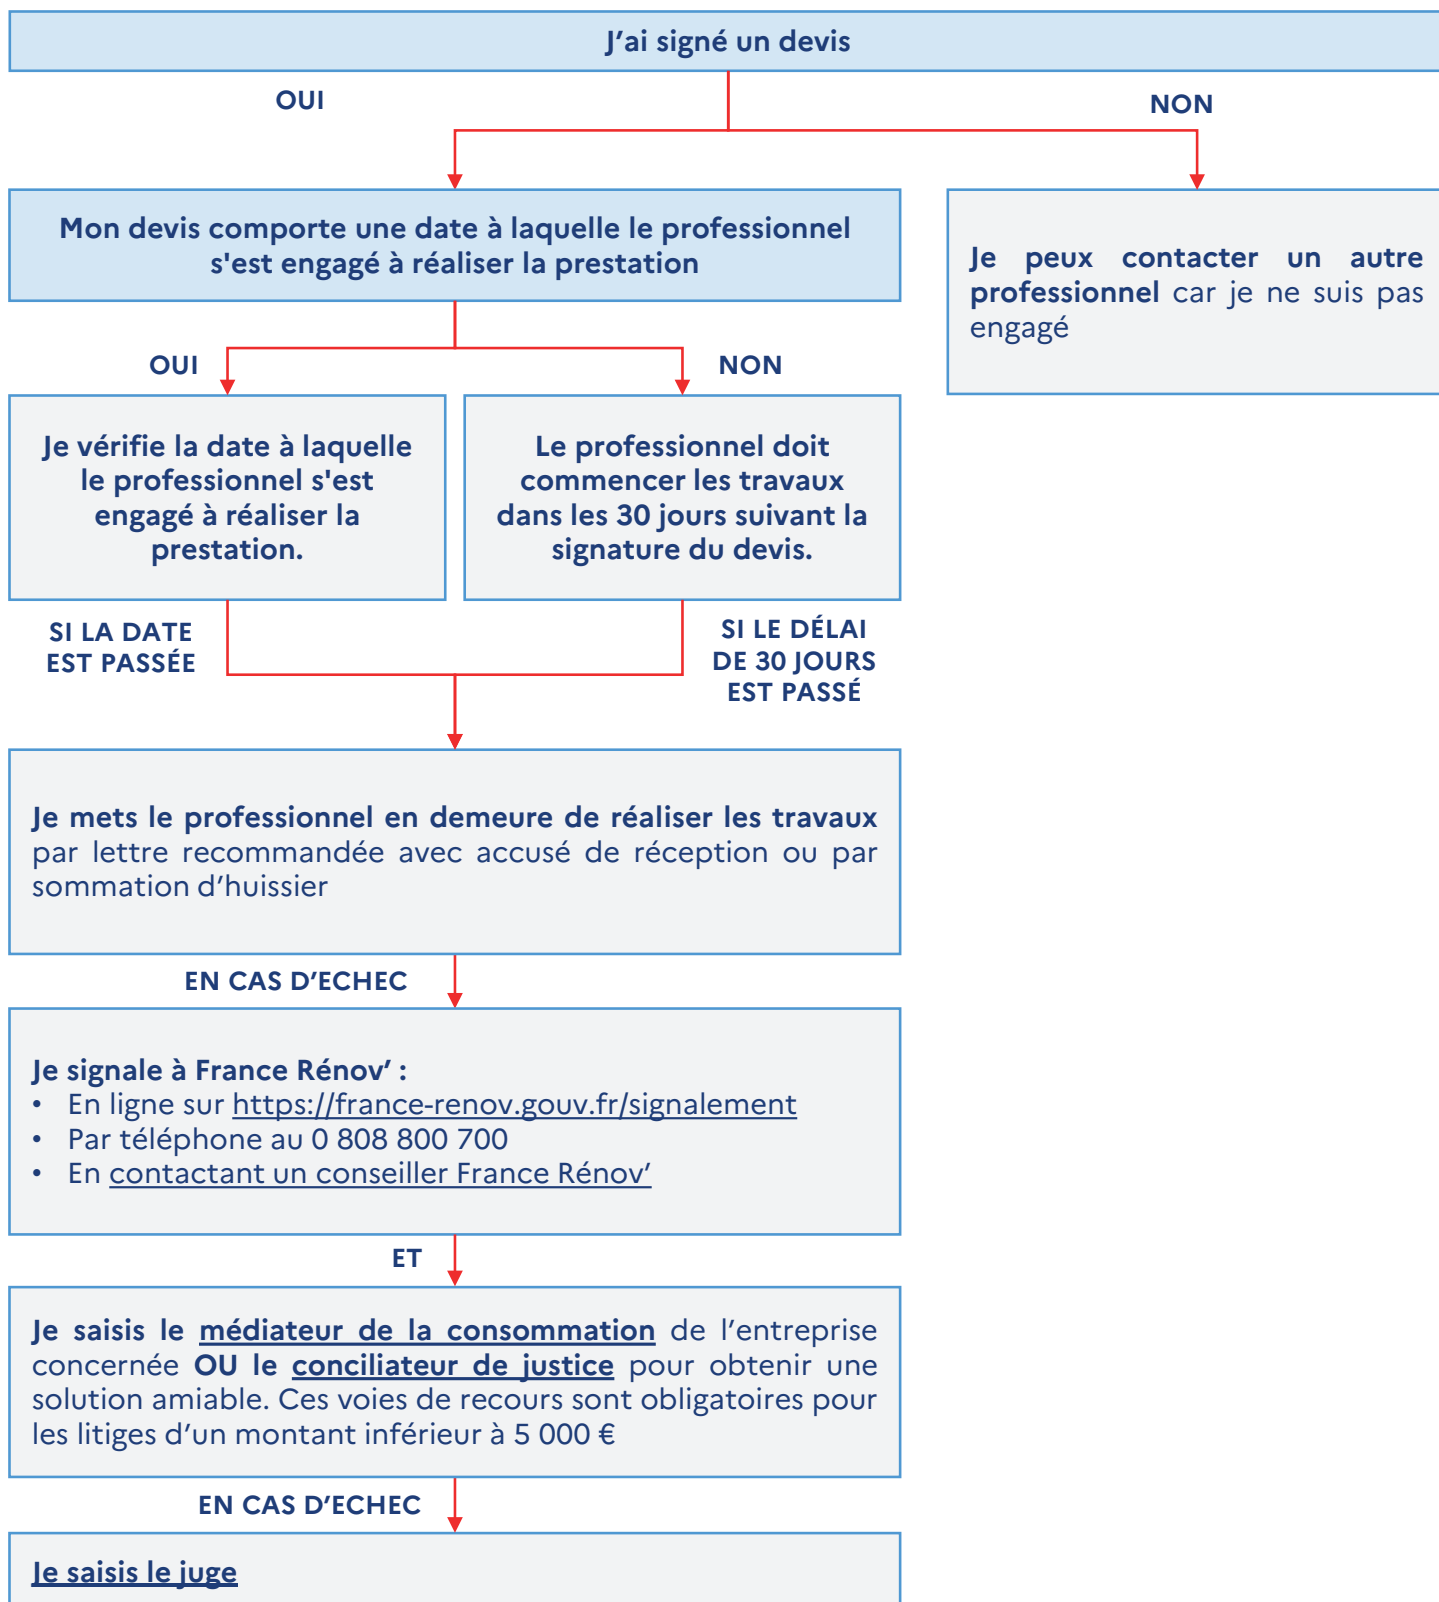 J’ai signé un devis
OUI
NON
Mon devis comporte une date à laquelle le professionnel
s'est engagé à réaliser la prestation
Je peux contacter un autre
professionnel car je ne suis pas
engagé
OUI
NON
Je vérifie la date à laquelle
le professionnel s'est
engagé à réaliser la
prestation.
Le professionnel doit
commencer les travaux
dans les 30 jours suivant la
signature du devis.
SI LA DATE
EST PASSÉE
SI LE DÉLAI
DE 30 JOURS
EST PASSÉ
Je mets le professionnel en demeure de réaliser les travaux
par lettre recommandée avec accusé de réception ou par
sommation d’huissier
EN CAS D’ECHEC
Je signale à France Rénov’ :
• En ligne sur https://france-renov.gouv.fr/signalement
• Par téléphone au 0 808 800 700
• En contactant un conseiller France Rénov’
ET
Je saisis le médiateur de la consommation de l’entreprise
concernée OU le conciliateur de justice pour obtenir une
solution amiable. Ces voies de recours sont obligatoires pour
les litiges d’un montant inférieur à 5 000 €
EN CAS D’ECHEC
Je saisis le juge